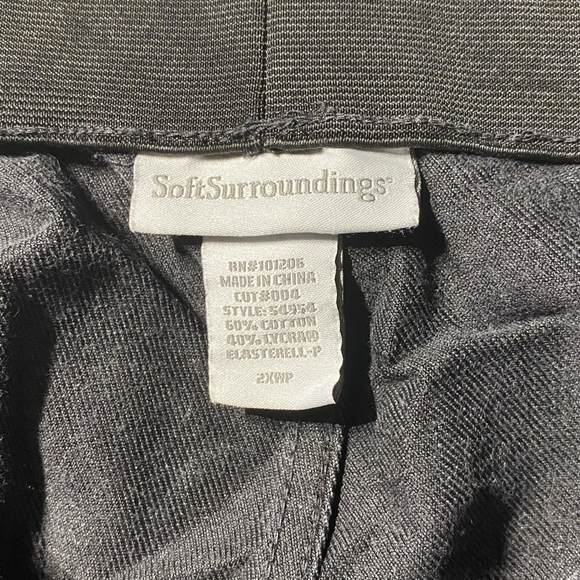 SoftSurroundings®
RN#101206
MADE IN CHINA
CUT#004
STYLE: 54954
60% COTTON
40% LYCRA®
ELASTERELL-P
2XWP